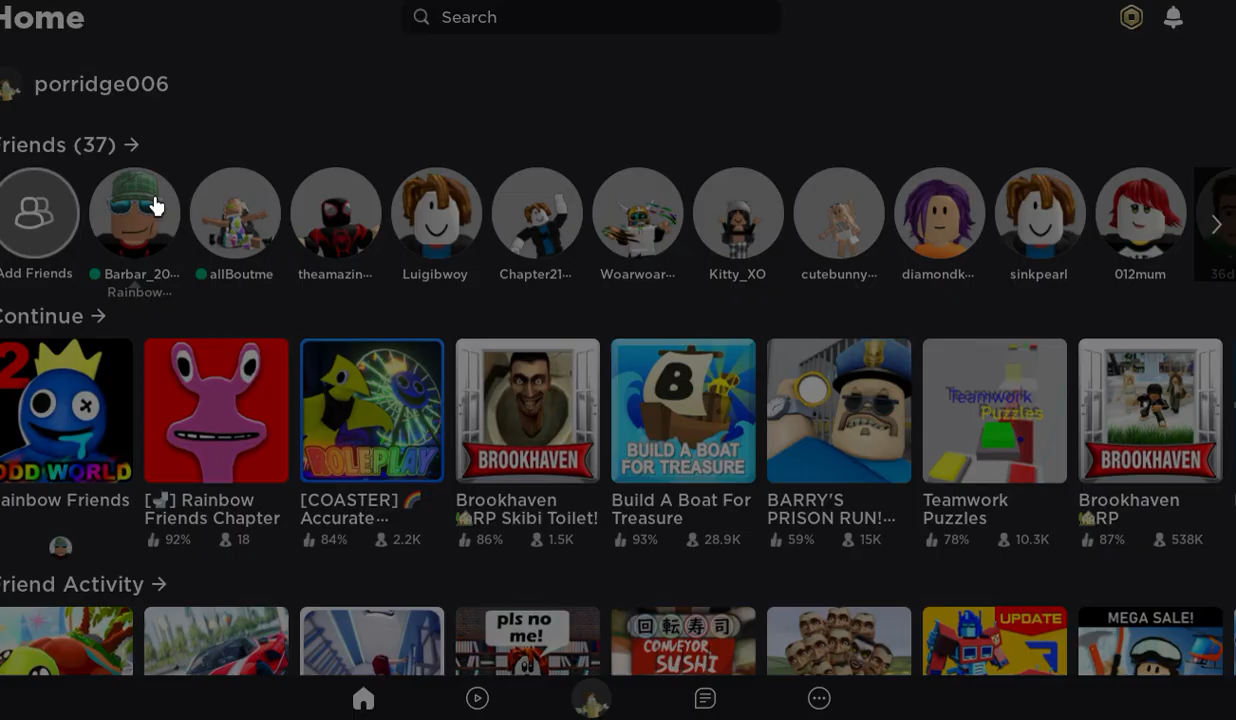 Home
Search
porridge006
Friends (37) →
Add Friends
Barbar_20...
Rainbow...
allBoutme
theamazin...
Luigibwoy
Chapter21...
Woarwoar...
Kitty_XO
cutebunny...
diamondk...
sinkpearl
012mum
36d
Continue →
2
ODD WORLD
ROLEPLAY
BROOKHAVEN
B
BUILD A BOAT
FOR TREASURE
Teamwork
Puzzles
BROOKHAVEN
Rainbow Friends
[🚽] Rainbow
Friends Chapter
92% 18
[COASTER] 🌈
Accurate...
84% 2.2K
Brookhaven
🏡RP Skibi Toilet!
86% 1.5K
Build A Boat For
Treasure
93% 28.9K
BARRY'S
PRISON RUN!...
59% 15K
Teamwork
Puzzles
78% 10.3K
Brookhaven
🏡RP
87% 538K
Friend Activity →
pls no
me!
回転寿司
CONVEYOR
SUSHI
UPDATE
MEGA SALE!